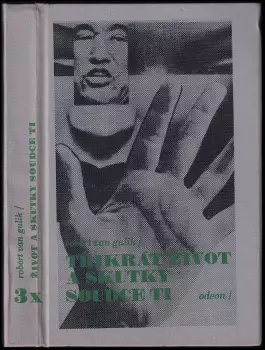 robert van gulik /
ŽIVOT A SKUTKY SOUDCE TI
3x
robert van gulik /
TŘIKRÁT ŽIVOT
A SKUTKY
SOUDCE TI
odeon /